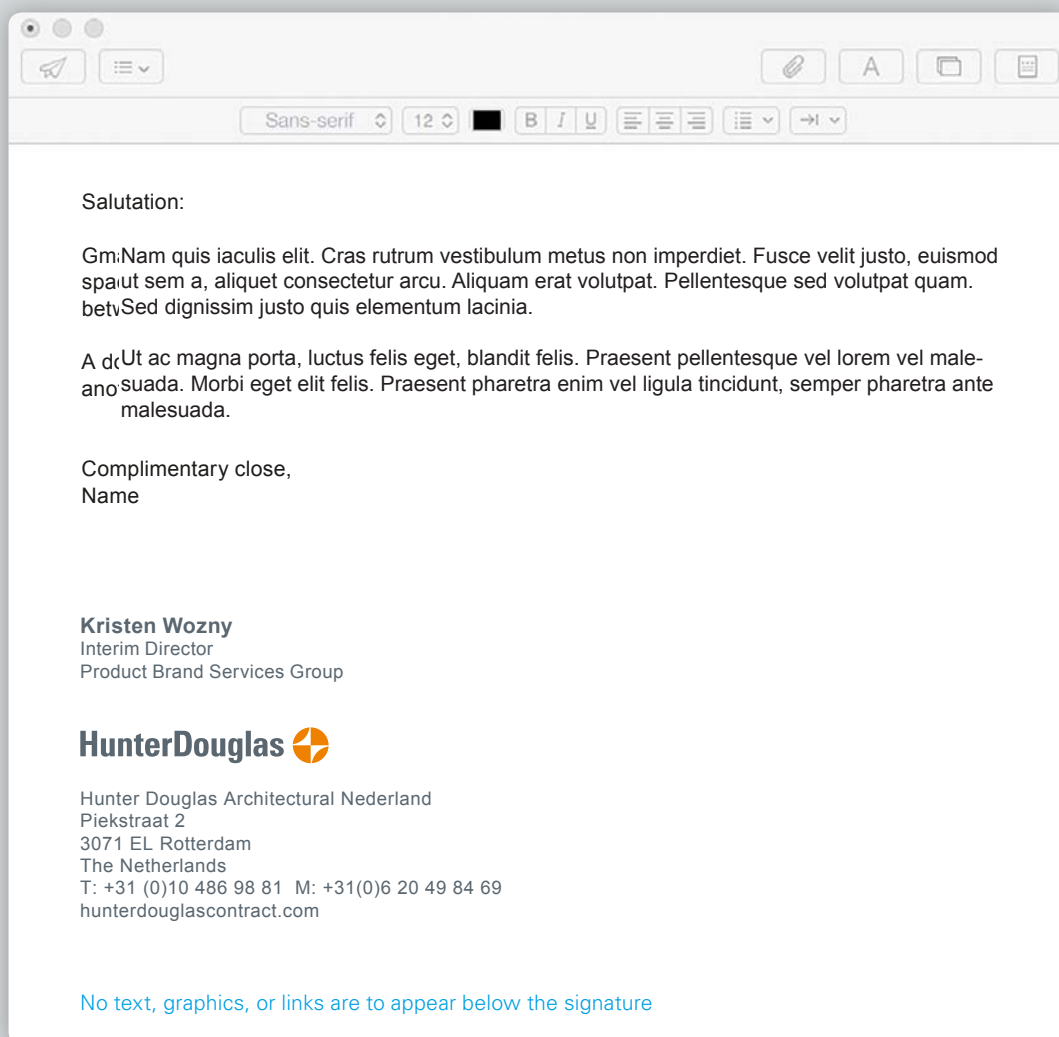 Sans-serif 12 B I U
A
Salutation:
Nam quis iaculis elit. Cras rutrum vestibulum metus non imperdiet. Fusce velit justo, euismod
ut sem a, aliquet consectetur arcu. Aliquam erat volutpat. Pellentesque sed volutpat quam.
Sed dignissim justo quis elementum lacinia.
Ut ac magna porta, luctus felis eget, blandit felis. Praesent pellentesque vel lorem vel male-
suada. Morbi eget elit felis. Praesent pharetra enim vel ligula tincidunt, semper pharetra ante
malesuada.
Complimentary close,
Name
Kristen Wozny
Interim Director
Product Brand Services Group
HunterDouglas
Hunter Douglas Architectural Nederland
Piekstraat 2
3071 EL Rotterdam
The Netherlands
T: +31 (0)10 486 98 81 M: +31(0)6 20 49 84 69
hunterdouglascontract.com
No text, graphics, or links are to appear below the signature